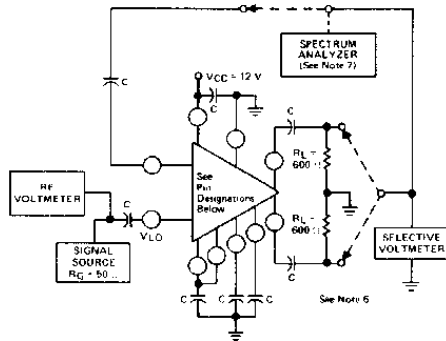 SPECTRUM
ANALYZER
(See Note 7)
C
VCC = 12 V
C
C
RL =
600 Ω
See
Pin
Designations
Below
RF
VOLTMETER
C
VLO
SIGNAL
SOURCE
RG = 50 Ω
RL =
600 Ω
SELECTIVE
VOLTMETER
C
C
C
C
See Note 6